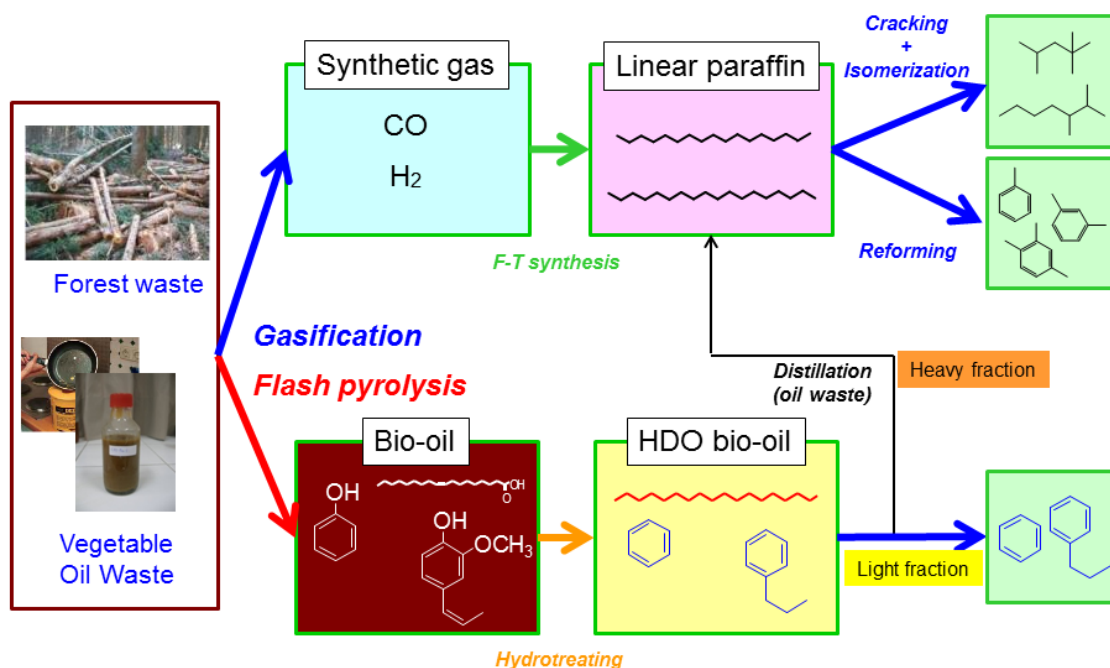 Cracking
+
Isomerization
Synthetic gas
Linear paraffin
CO
H2
F-T synthesis
Reforming
Forest waste
Gasification
Flash pyrolysis
Distillation
(oil waste)
Heavy fraction
Bio-oil
HDO bio-oil
OH
OH
O
OH
OCH3
Vegetable
Oil Waste
Light fraction
Hydrotreating